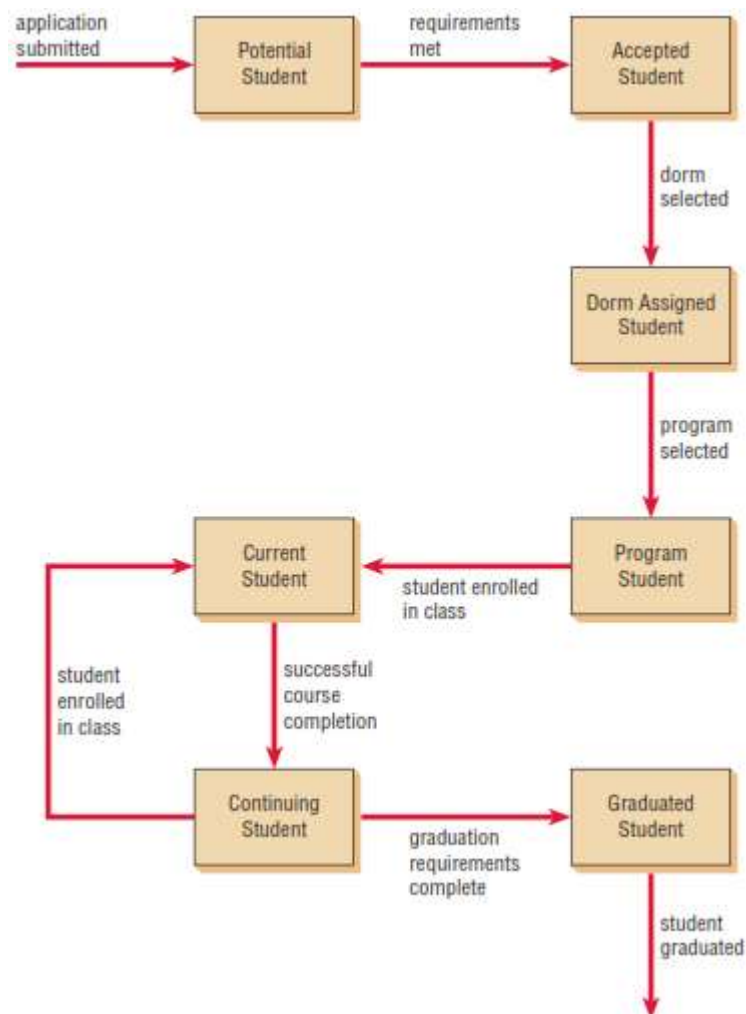 application
submitted
Potential
Student
requirements
met
Accepted
Student
dorm
selected
Dorm Assigned
Student
program
selected
Program
Student
student enrolled
in class
Current
Student
student
enrolled
in class
successful
course
completion
Continuing
Student
graduation
requirements
complete
Graduated
Student
student
graduated